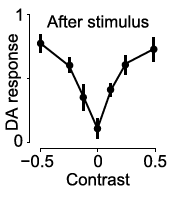 After stimulus
1
DA response
0
−0.5 0 0.5
Contrast